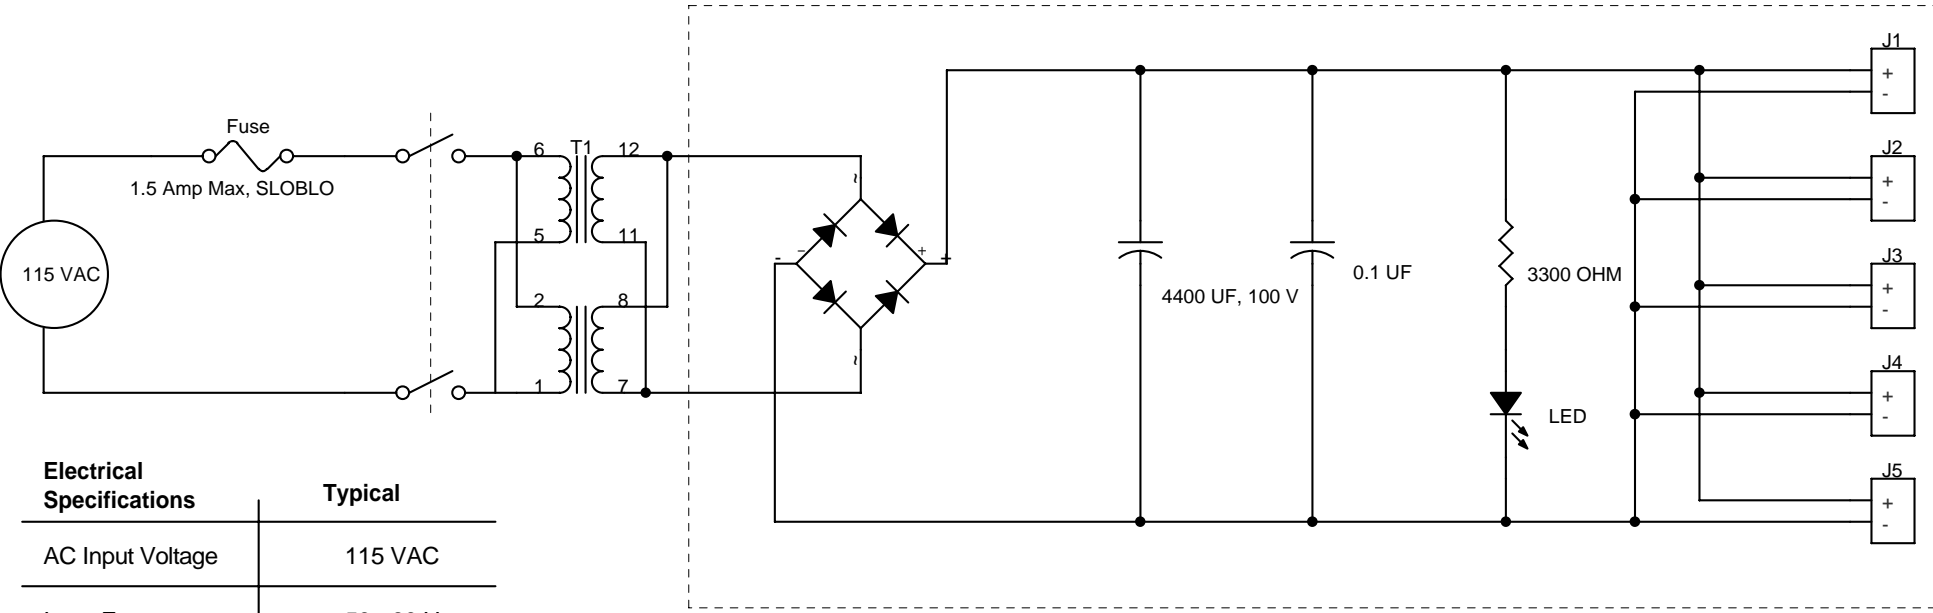 Fuse
1.5 Amp Max, SLOBLO
115 VAC
T1
6
12
5
11
2
8
1
7
~
~
-
+
-
+
4400 UF, 100 V
0.1 UF
3300 OHM
LED
J1
+
-
J2
+
-
J3
+
-
J4
+
-
J5
+
-
Electrical
Specifications
Typical
AC Input Voltage
115 VAC